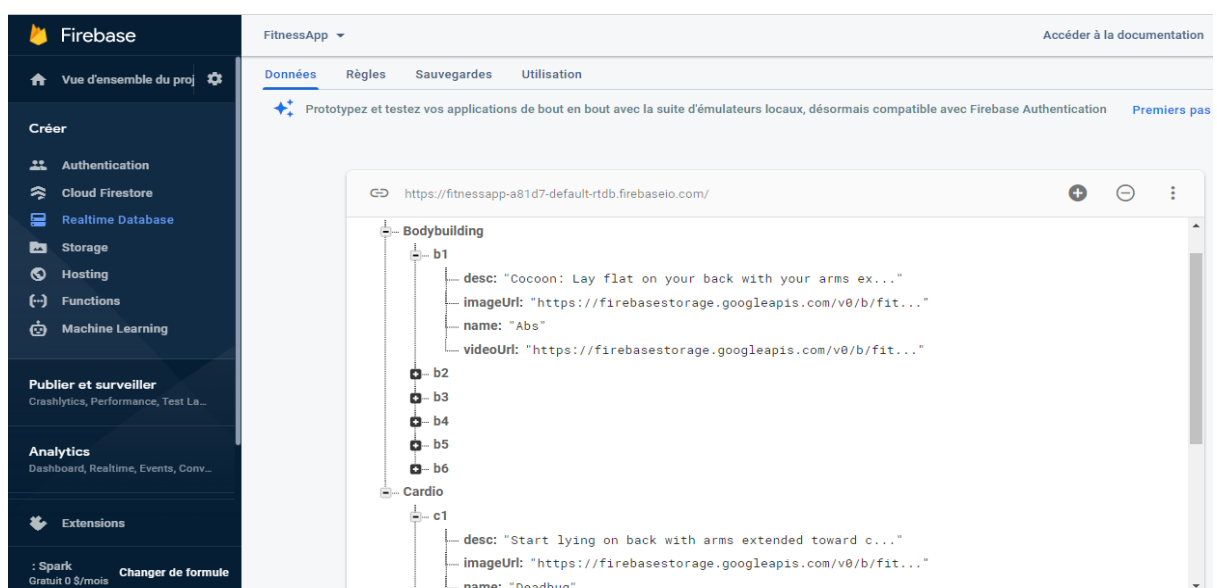 Firebase
FitnessApp
Accéder à la documentation
Vue d'ensemble du proj
Données Règles Sauvegardes Utilisation
Prototypez et testez vos applications de bout en bout avec la suite d'émulateurs locaux, désormais compatible avec Firebase Authentication Premiers pas
Créer
Authentication
Cloud Firestore
Realtime Database
Storage
Hosting
Functions
Machine Learning
Publier et surveiller
Crashlytics, Performance, Test La...
Analytics
Dashboard, Realtime, Events, Conv...
Extensions
: Spark
Gratuit 0 $/mois
Changer de formule
https://fitnessapp-a81d7-default-rtdb.firebaseio.com/
Bodybuilding
b1
desc: "Cocoon: Lay flat on your back with your arms ex..."
imageUrl: "https://firebasestorage.googleapis.com/v0/b/fit..."
name: "Abs"
videoUrl: "https://firebasestorage.googleapis.com/v0/b/fit..."
b2
b3
b4
b5
b6
Cardio
c1
desc: "Start lying on back with arms extended toward c..."
imageUrl: "https://firebasestorage.googleapis.com/v0/b/fit..."
name: "Deadbug"